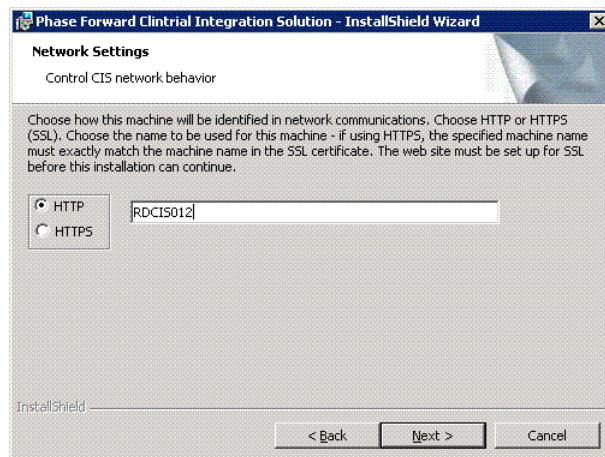 Phase Forward Clintrial Integration Solution - InstallShield Wizard
Network Settings
Control CIS network behavior
Choose how this machine will be identified in network communications. Choose HTTP or HTTPS
(SSL). Choose the name to be used for this machine - if using HTTPS, the specified machine name
must exactly match the machine name in the SSL certificate. The web site must be set up for SSL
before this installation can continue.
HTTP
RDCIS012
HTTPS
InstallShield
< Back Next > Cancel